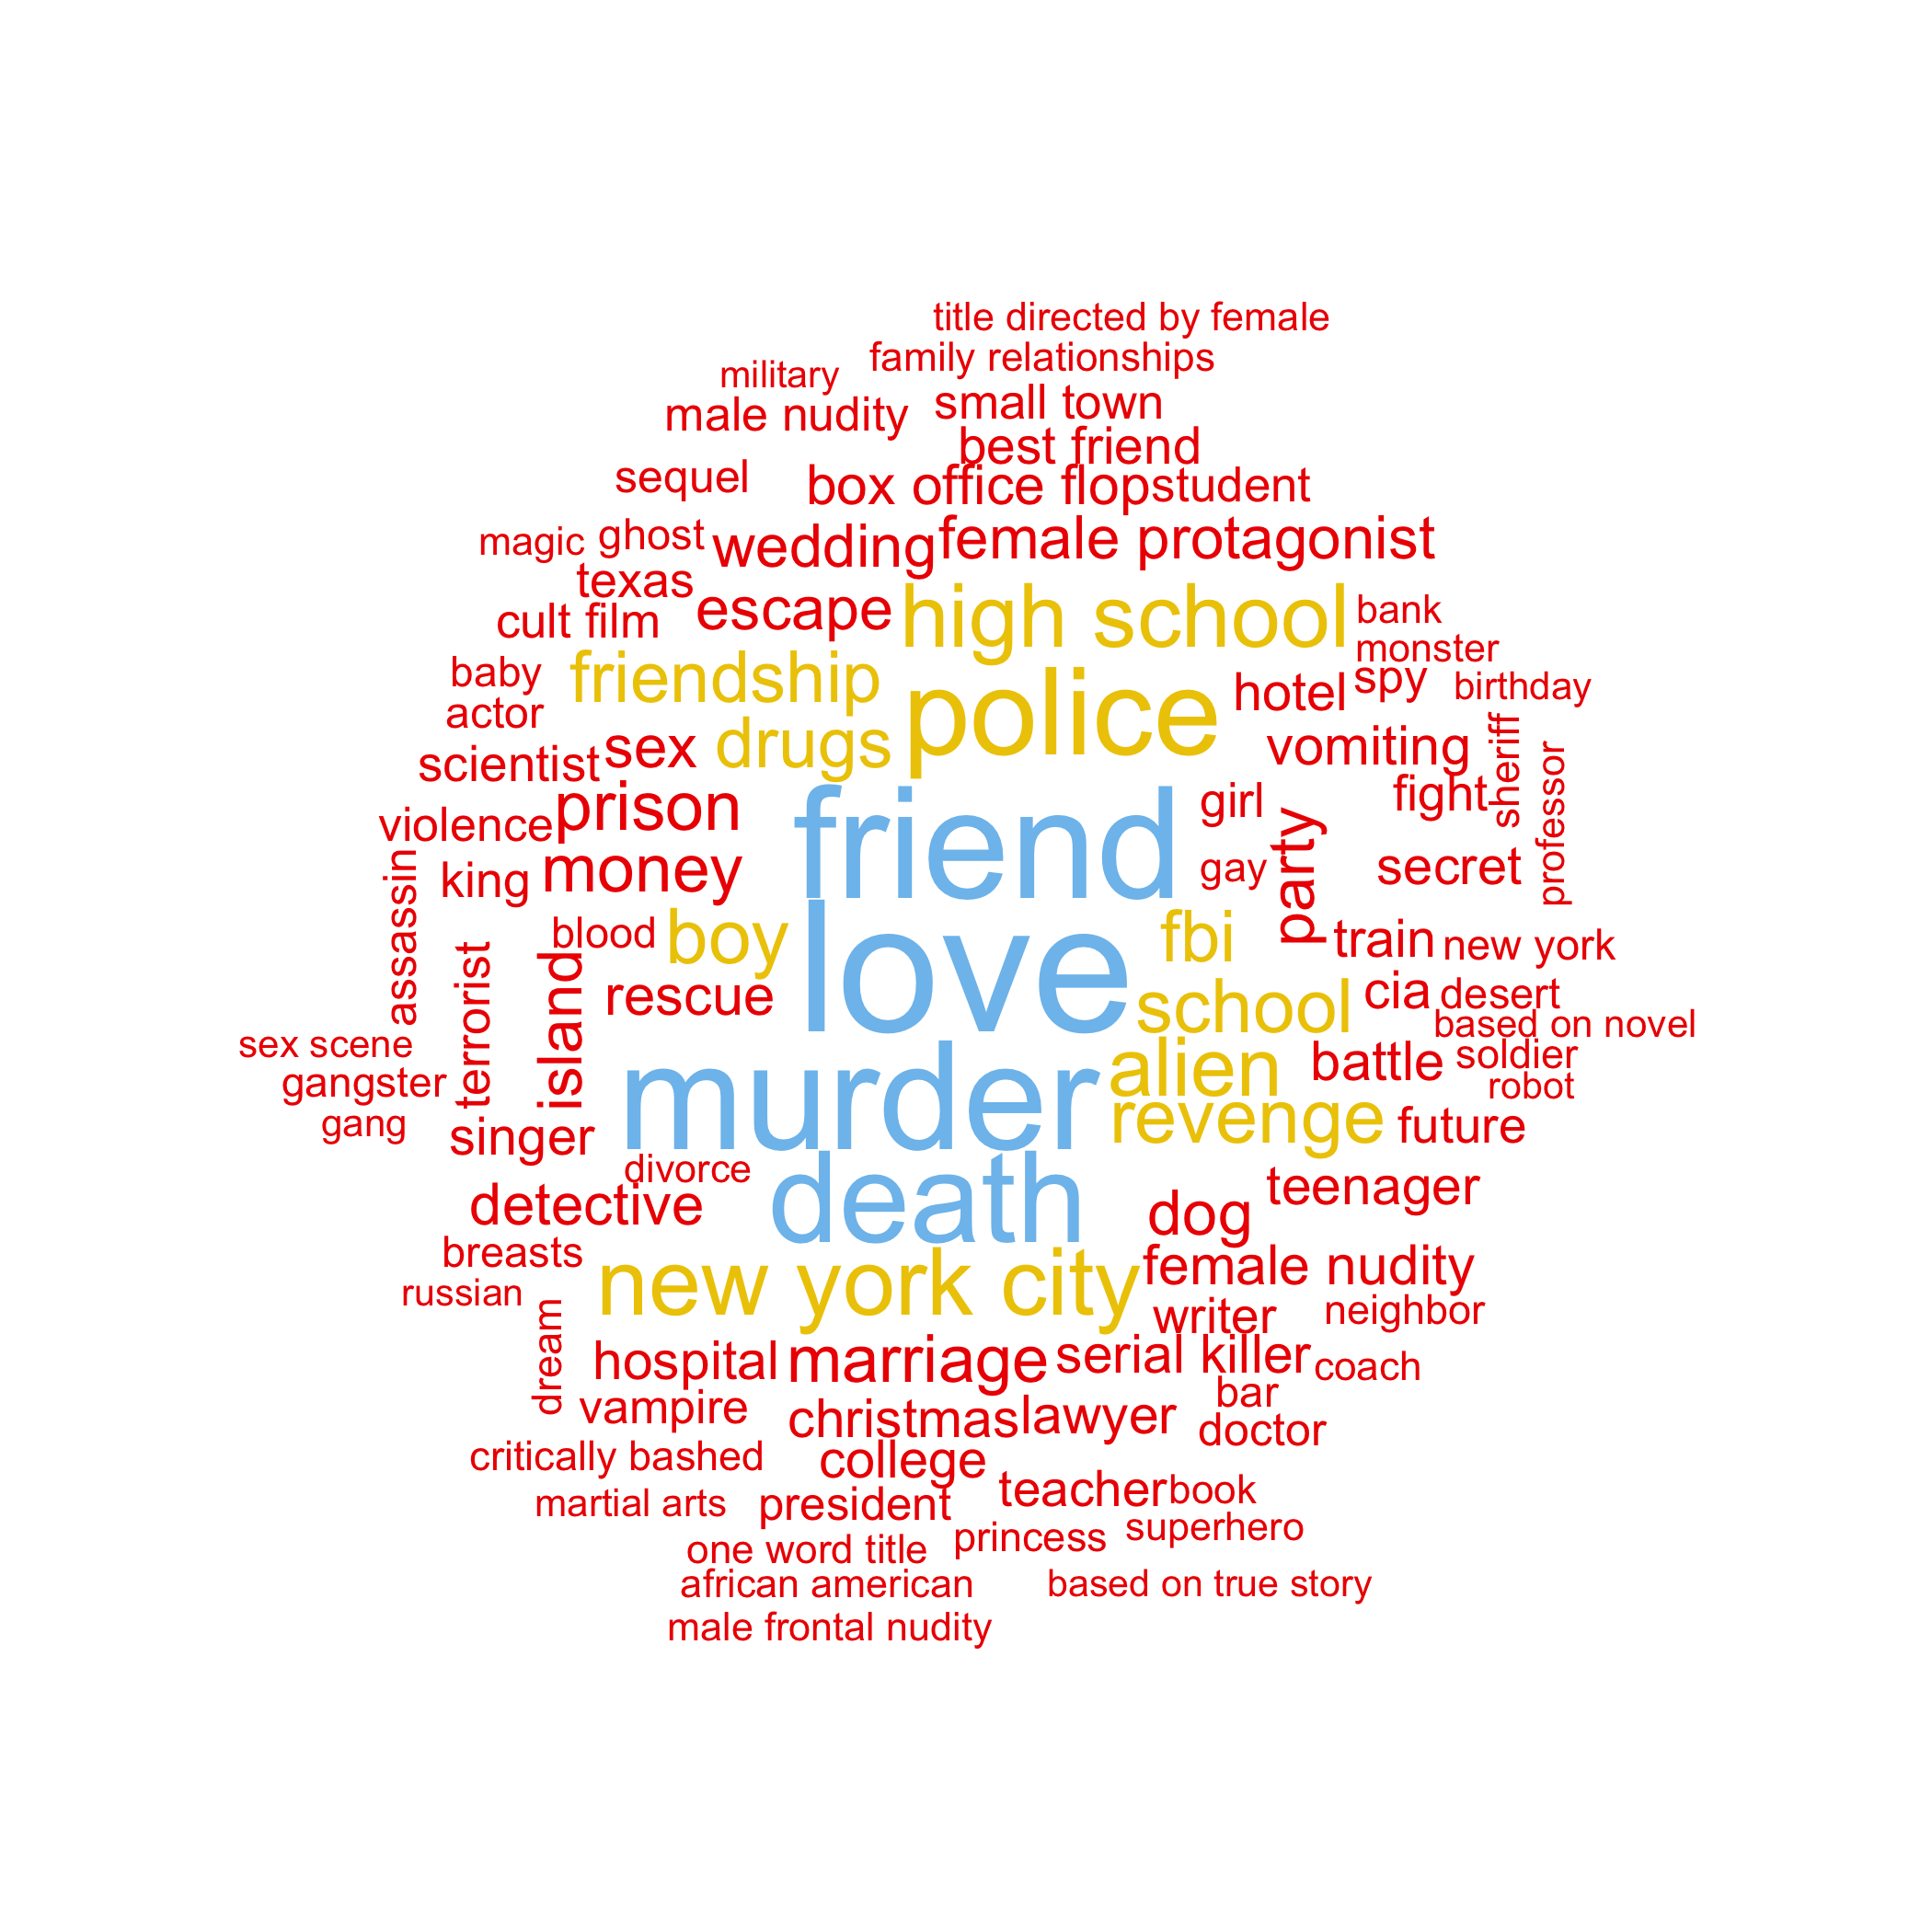 title directed by female
family relationships
military
small town
male nudity
best friend
sequel
box office flop
student
magic
ghost
wedding
female protagonist
texas
escape
high school
bank
cult film
monster
baby
friendship
police
hotel
spy
birthday
actor
scientist
sex
drugs
vomiting
sheriff
violence
prison
friend
girl
fight
professor
assassin
king
money
gay
party
secret
blood
boy
love
fbi
train
new york
terrorist
island
rescue
school
cia
desert
sex scene
based on novel
gangster
murder
alien
battle
soldier
robot
gang
singer
revenge
future
divorce
detective
death
dog
teenager
breasts
new york city
female nudity
russian
dream
writer
neighbor
hospital
marriage
serial killer
coach
vampire
christmas
lawyer
bar
doctor
critically bashed
college
martial arts
president
teacher
book
one word title
princess
superhero
african american
based on true story
male frontal nudity